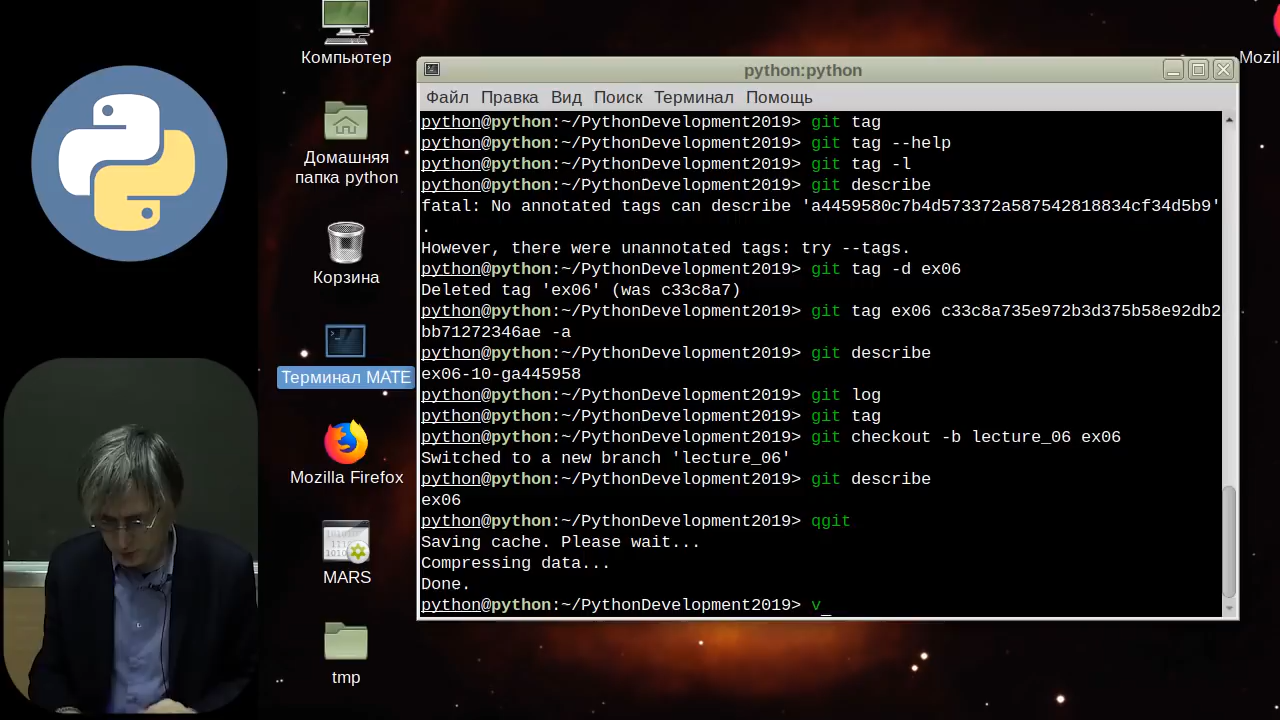 Компьютер
Mozil
Домашняя
папка python
Корзина
Терминал MATE
Mozilla Firefox
MARS
tmp
python:python
Файл Правка Вид Поиск Терминал Помощь
python@python:~/PythonDevelopment2019> git tag
python@python:~/PythonDevelopment2019> git tag --help
python@python:~/PythonDevelopment2019> git tag -l
python@python:~/PythonDevelopment2019> git describe
fatal: No annotated tags can describe 'a4459580c7b4d573372a587542818834cf34d5b9'
.
However, there were unannotated tags: try --tags.
python@python:~/PythonDevelopment2019> git tag -d ex06
Deleted tag 'ex06' (was c33c8a7)
python@python:~/PythonDevelopment2019> git tag ex06 c33c8a735e972b3d375b58e92db2
bb71272346ae -a
python@python:~/PythonDevelopment2019> git describe
ex06-10-ga445958
python@python:~/PythonDevelopment2019> git log
python@python:~/PythonDevelopment2019> git tag
python@python:~/PythonDevelopment2019> git checkout -b lecture_06 ex06
Switched to a new branch 'lecture_06'
python@python:~/PythonDevelopment2019> git describe
ex06
python@python:~/PythonDevelopment2019> qgit
Saving cache. Please wait...
Compressing data...
Done.
python@python:~/PythonDevelopment2019> v_